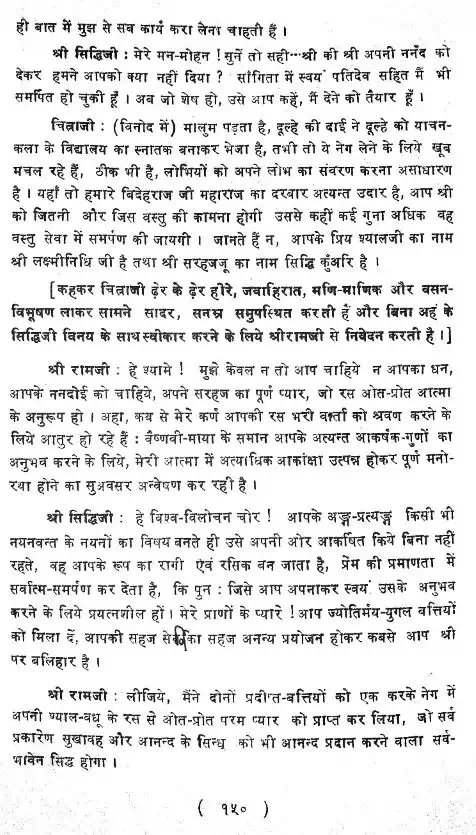 ही बात में मुझ से सब कार्य करा लेना चाहती हैं ।
श्री सिद्धिजी : मेरे मन-मोहन ! सुनें तो सही···श्री की श्री अपनी ननँद को
देकर हमने आपको क्या नहीं दिया ? सांगिता में स्वयं पतिदेव सहित मैं भी
समर्पित हो चुकी हूँ । अब जो शेष हो, उसे आप कहें, मैं देने को तैयार हूँ ।
चित्राजी : (विनोद में) मालुम पड़ता है, दूल्हे की दाई ने दूल्हे को याचन-
कला के विद्यालय का स्नातक बनाकर भेजा है, तभी तो ये नेग लेने के लिये खूब
मचल रहे हैं, ठीक भी है, लोभियों को अपने लोभ का संवरण करना असाधारण
है । यहाँ तो हमारे बिदेहराज जी महाराज का दरबार अत्यन्त उदार है, आप श्री
को जितनी और जिस वस्तु की कामना होगी उससे कहीं कई गुना अधिक वह
वस्तु सेवा में समर्पण की जायगी । जानते हैं न, आपके प्रिय श्यालजी का नाम
श्री लक्ष्मीनिधि जी है तथा श्री सरहजजू का नाम सिद्धि कुँअरि है ।
[कहकर चित्राजी ढ़ेर के ढ़ेर हीरे, जवाहिरात, मणि-माणिक और बसन-
विभूषण लाकर सामने सादर, सनम्र समुपस्थित करती हैं और बिना अहं के
सिद्धिजी विनय के साथ स्वीकार करने के लिये श्रीरामजी से निवेदन करती है ।]
श्री रामजी : हे श्यामे ! मुझे केवल न तो आप चाहिये न आपका धन,
आपके ननदोई को चाहिये, अपने सरहज का पूर्ण प्यार, जो रस ओत-प्रोत आत्मा
के अनुरूप हो । अहा, कब से मेरे कर्ण आपकी रस भरी वार्त्ता को श्रवण करने के
लिये आतुर हो रहे हैं : वैष्णवी-माया के समान आपके अत्यन्त आकर्षक-गुणों का
अनुभव करने के लिये, मेरी आत्मा में अत्यधिक आकांक्षा उत्पन्न होकर पूर्ण मनो-
रथा होने का सुअवसर अन्वेषण कर रही है ।
श्री सिद्धिजी : हे विश्व-विलोचन चोर ! आपके अङ्ग-प्रत्यङ्ग किसी भी
नयनवन्त के नयनों का विषय बनते ही उसे अपनी ओर आकर्षित किये बिना नहीं
रहते, वह आपके रूप का रागी एवं रसिक बन जाता है, प्रेम की प्रमाणता में
सर्वात्म-समर्पण कर देता है, कि पुन : जिसे आप अपनाकर स्वयं उसके अनुभव
करने के लिये प्रयत्नशील हों । मेरे प्राणों के प्यारे ! आप ज्योतिर्मय-युगल बत्तियों
को मिला दें, आपकी सहज सेविका सहज अनन्य प्रयोजन होकर कबसे आप श्री
पर बलिहार है ।
श्री रामजी : लीजिये, मैंने दोनों प्रदीप्त-बत्तियों को एक करके नेग में
अपनी श्याल-बधू के रस से ओत-प्रोत परम प्यार को प्राप्त कर लिया, जो सर्व
प्रकारेण सुखावह और आनन्द के सिन्धु को भी आनन्द प्रदान करने वाला सर्व-
भावेन सिद्ध होगा ।
( १५० )